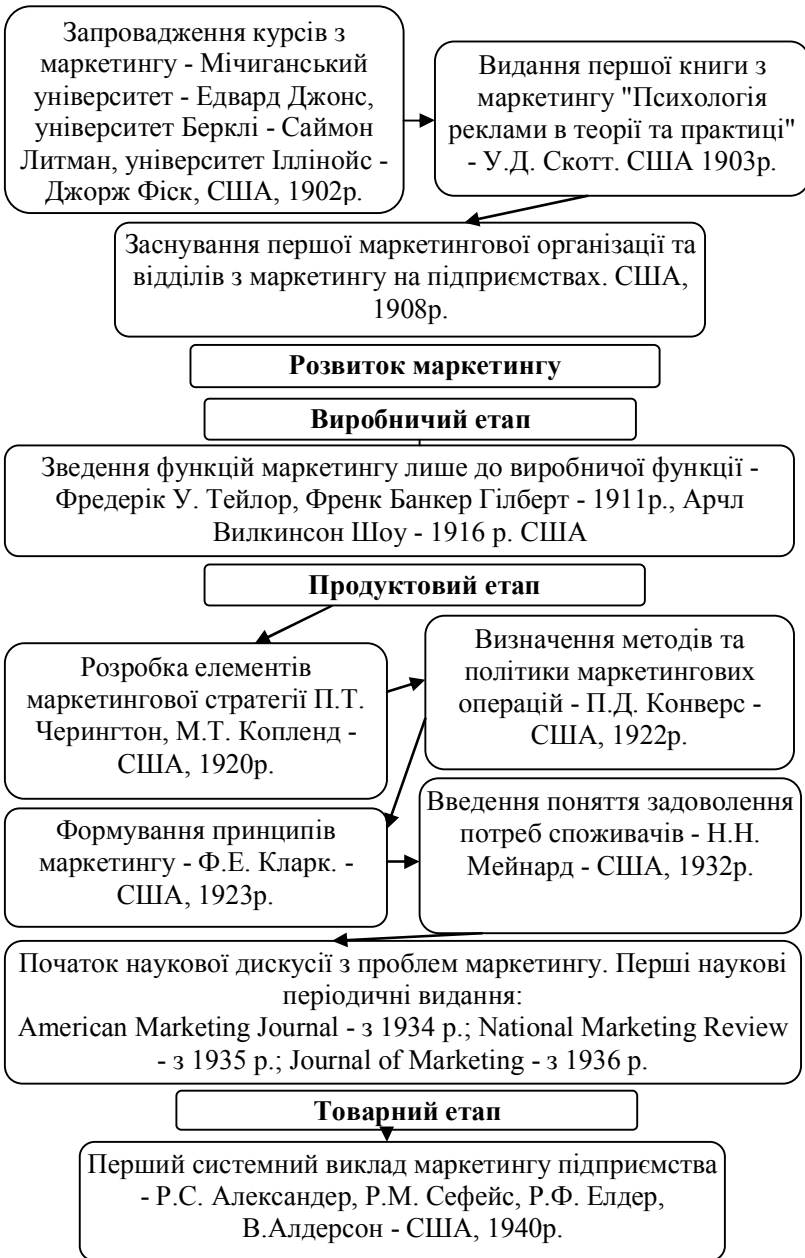 Запровадження курсів з
маркетингу - Мічиганський
університет - Едвард Джонс,
університет Берклі - Саймон
Литман, університет Іллінойс -
Джорж Фіск, США, 1902р.
Видання першої книги з
маркетингу "Психологія
реклами в теорії та практиці"
- У.Д. Скотт. США 1903р.
Заснування першої маркетингової організації та
відділів з маркетингу на підприємствах. США,
1908р.
Розвиток маркетингу
Виробничий етап
Зведення функцій маркетингу лише до виробничої функції -
Фредерік У. Тейлор, Френк Банкер Гілберт - 1911р., Арчл
Вилкинсон Шоу - 1916 р. США
Продуктовий етап
Розробка елементів
маркетингової стратегії П.Т.
Черингтон, М.Т. Копленд -
США, 1920р.
Визначення методів та
політики маркетингових
операцій - П.Д. Конверс -
США, 1922р.
Формування принципів
маркетингу - Ф.Е. Кларк. -
США, 1923р.
Введення поняття задоволення
потреб споживачів - Н.Н.
Мейнард - США, 1932р.
Початок наукової дискусії з проблем маркетингу. Перші наукові
періодичні видання:
American Marketing Journal - з 1934 р.; National Marketing Review
- з 1935 р.; Journal of Marketing - з 1936 р.
Товарний етап
Перший системний виклад маркетингу підприємства
- Р.С. Александер, Р.М. Сефейс, Р.Ф. Елдер,
В.Алдерсон - США, 1940р.